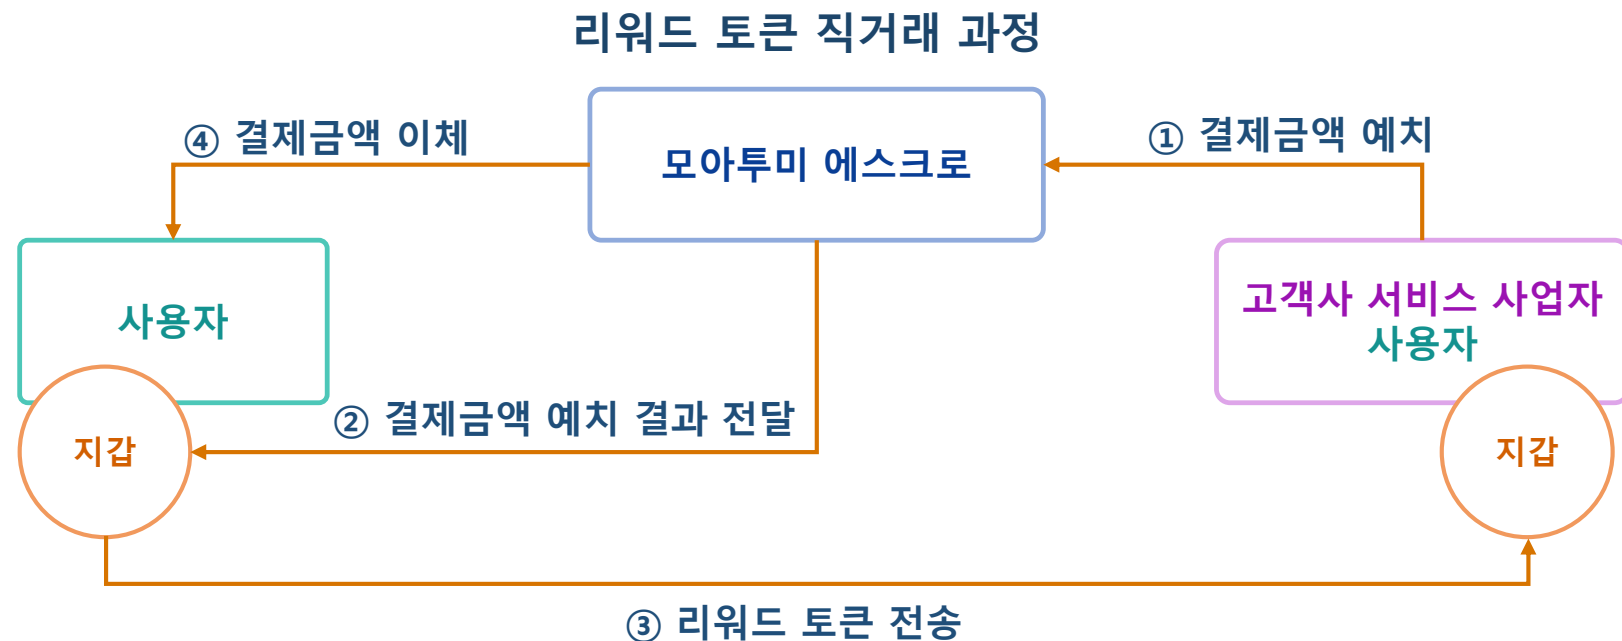 리워드 토큰 직거래 과정
④ 결제금액 이체
모아투미 에스크로
① 결제금액 예치
사용자
고객사 서비스 사업자
사용자
② 결제금액 예치 결과 전달
지갑
지갑
③ 리워드 토큰 전송